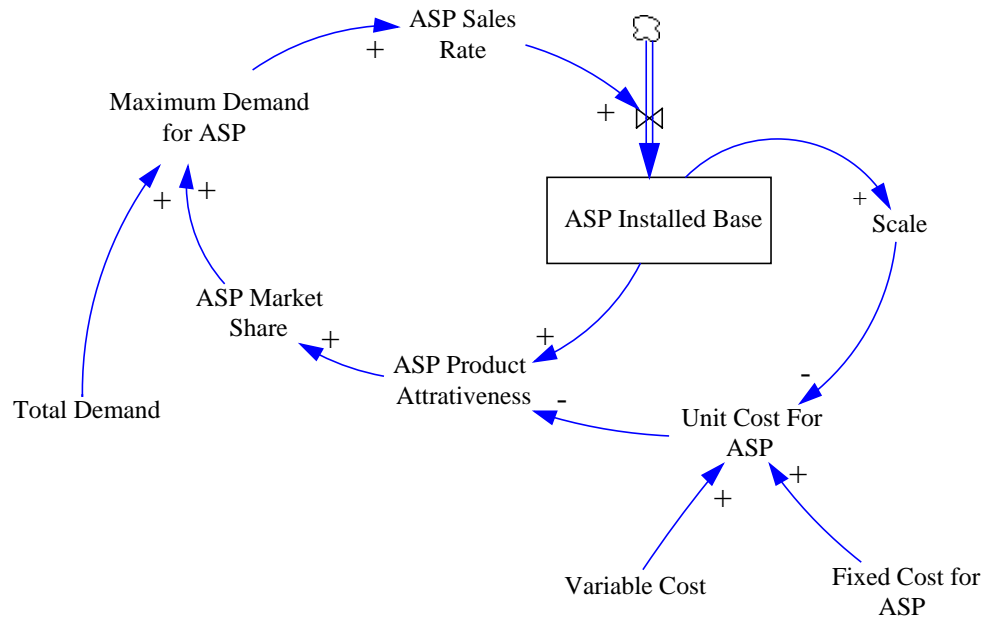 ASP Sales
Rate
+
Maximum Demand
for ASP
+
+
+
ASP Installed Base
+
Scale
ASP Market
Share
+
+
ASP Product
Attrativeness
-
-
Total Demand
Unit Cost For
ASP
+
+
Variable Cost
Fixed Cost for
ASP